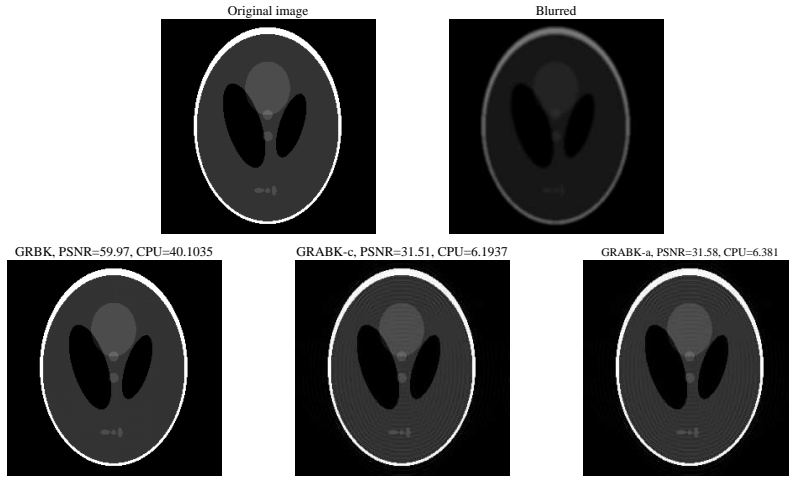 Original image
Blurred
GRBK, PSNR=59.97, CPU=40.1035
GRABK-c, PSNR=31.51, CPU=6.1937
GRABK-a, PSNR=31.58, CPU=6.381